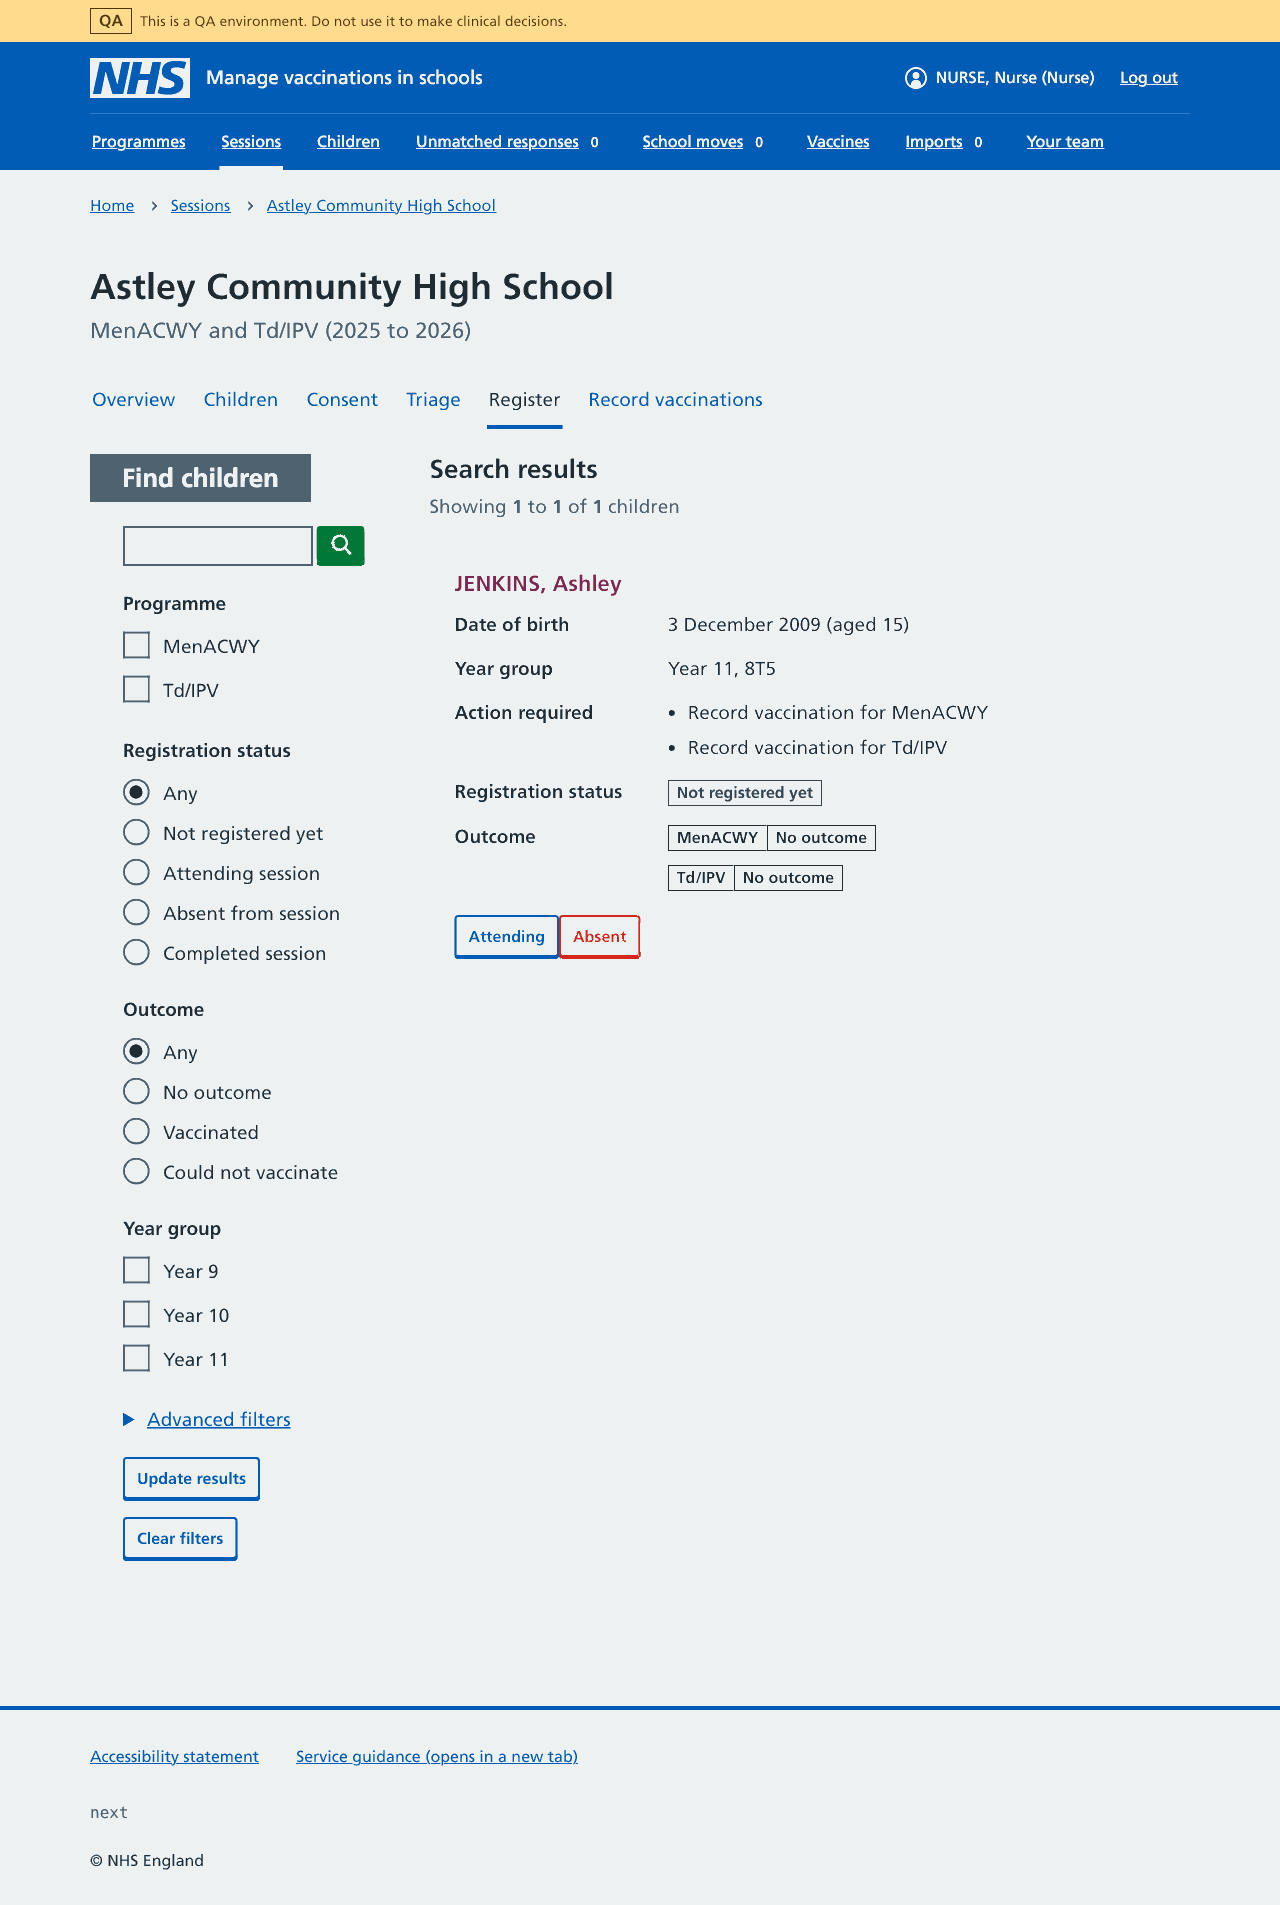 QA This is a QA environment. Do not use it to make clinical decisions.
NHS Manage vaccinations in schools NURSE, Nurse (Nurse) Log out
Programmes Sessions Children Unmatched responses 0 School moves 0 Vaccines Imports 0 Your team
Home Sessions Astley Community High School
Astley Community High School
MenACWY and Td/IPV (2025 to 2026)
Overview Children Consent Triage Register Record vaccinations
Find children
Programme
MenACWY
Td/IPV
Registration status
Any
Not registered yet
Attending session
Absent from session
Completed session
Outcome
Any
No outcome
Vaccinated
Could not vaccinate
Year group
Year 9
Year 10
Year 11
Advanced filters
Update results
Clear filters
Search results
Showing 1 to 1 of 1 children
JENKINS, Ashley
Date of birth 3 December 2009 (aged 15)
Year group Year 11, 8T5
Action required • Record vaccination for MenACWY
• Record vaccination for Td/IPV
Registration status Not registered yet
Outcome MenACWY No outcome
Td/IPV No outcome
Attending Absent
Accessibility statement Service guidance (opens in a new tab)
next
© NHS England